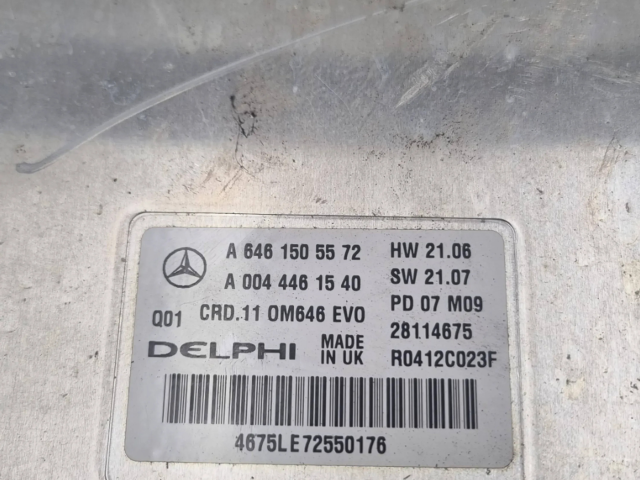 A 646 150 55 72 HW 21.06
A 004 446 15 40 SW 21.07
Q01 CRD.11 OM646 EVO PD 07 M09
28114675
DELPHI MADE IN UK R0412C023F
4675LE72550176